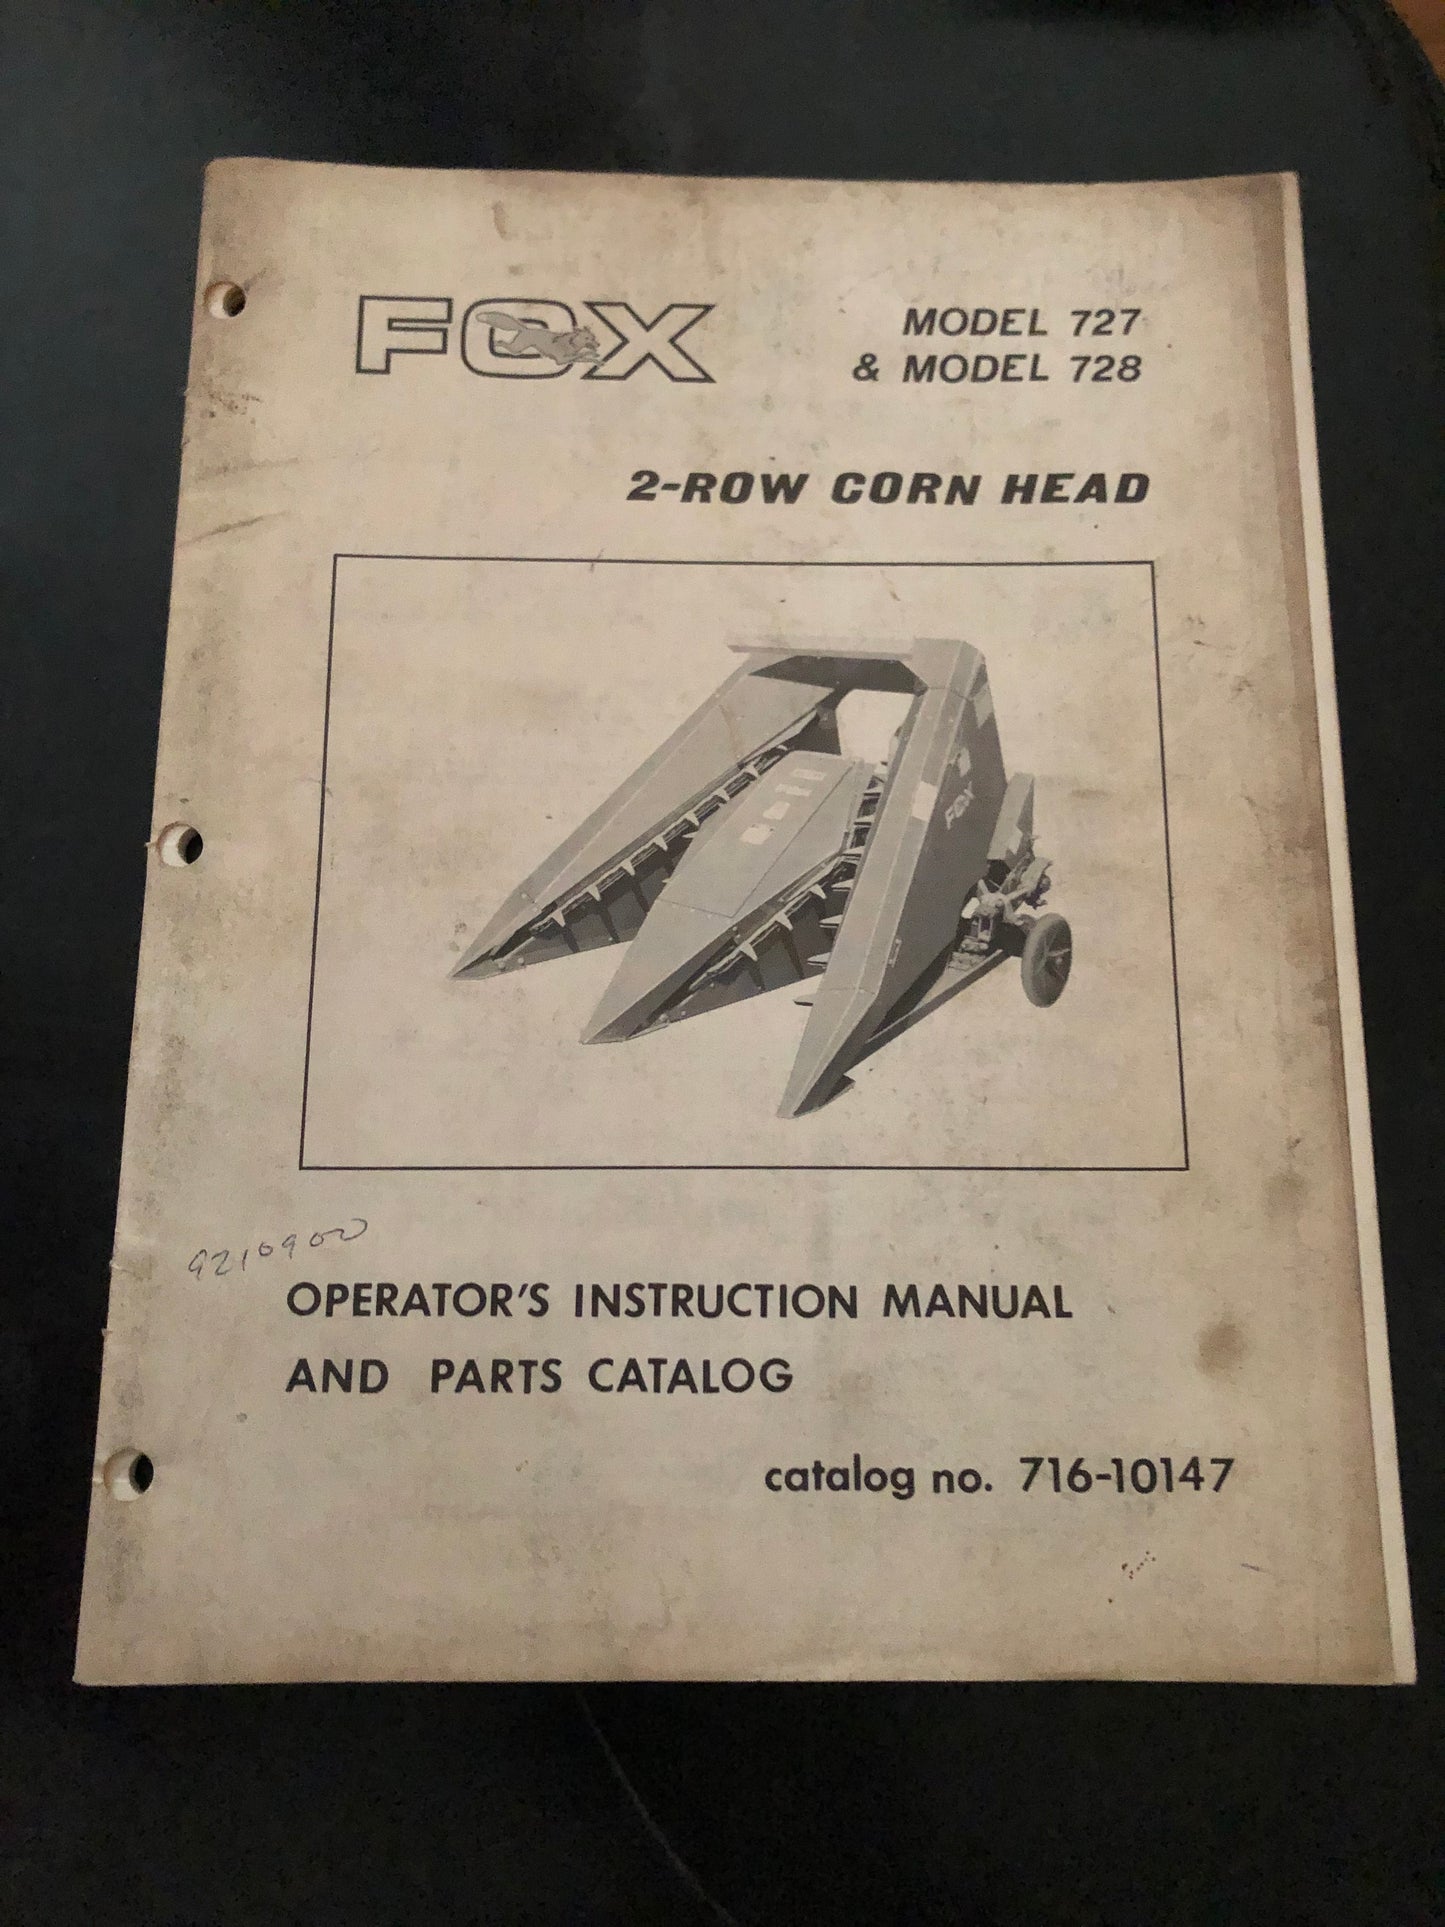 FOX
MODEL 727
& MODEL 728
2-ROW CORN HEAD
FOX
9210900
OPERATOR'S INSTRUCTION MANUAL
AND PARTS CATALOG
catalog no. 716-10147